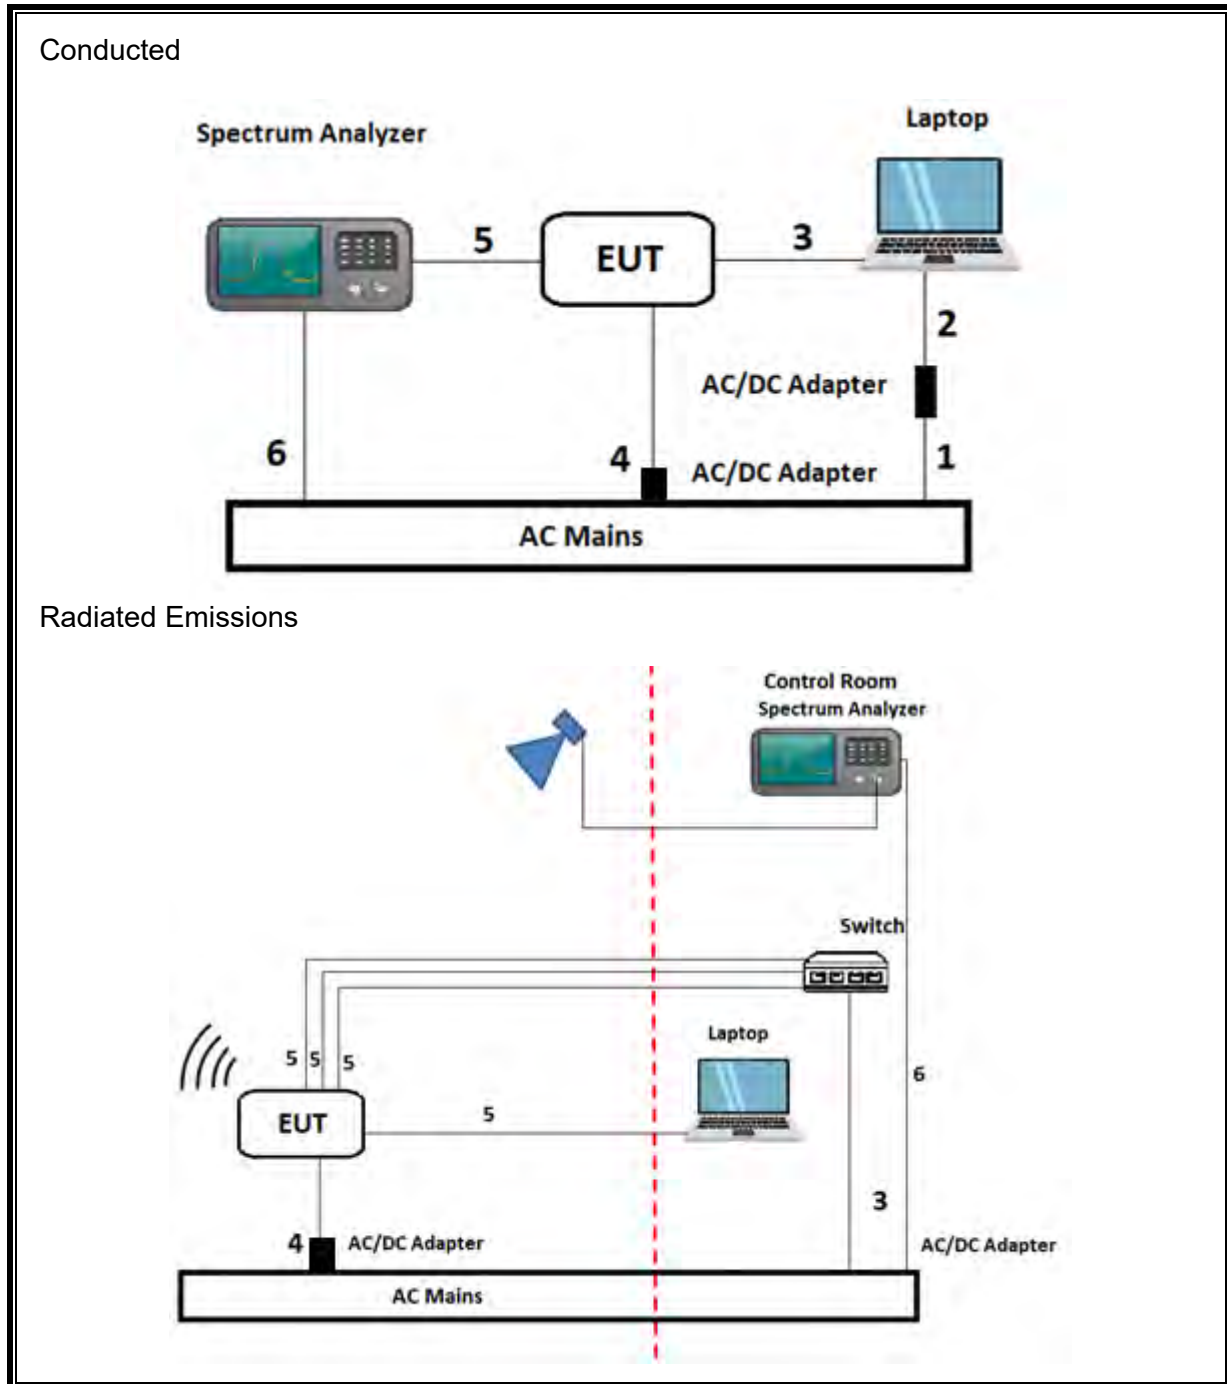 Conducted
Laptop
Spectrum Analyzer
5
EUT
3
2
AC/DC Adapter
6
4
AC/DC Adapter
1
AC Mains
Radiated Emissions
Control Room
Spectrum Analyzer
Switch
Laptop
5 5 5
6
EUT
5
3
4
AC/DC Adapter
AC/DC Adapter
AC Mains